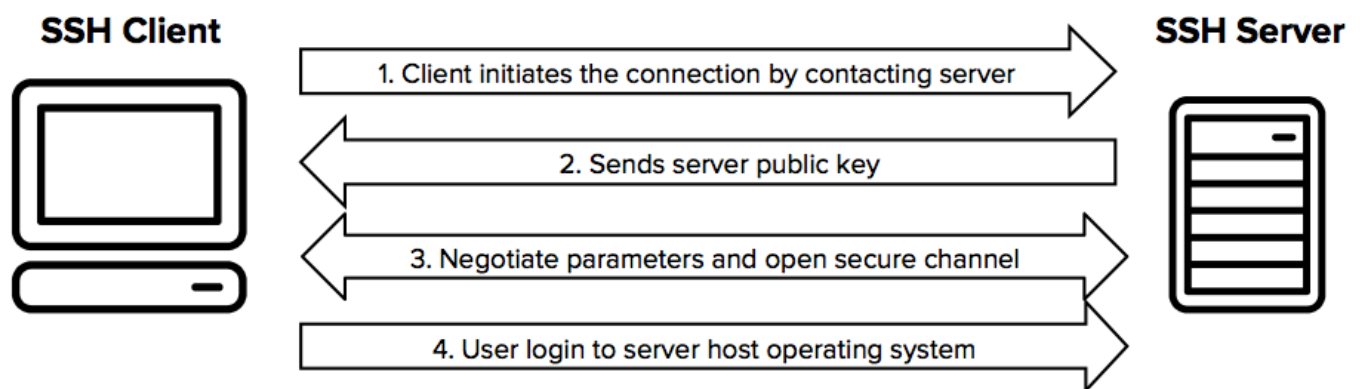 SSH Client
SSH Server
1. Client initiates the connection by contacting server
2. Sends server public key
3. Negotiate parameters and open secure channel
4. User login to server host operating system